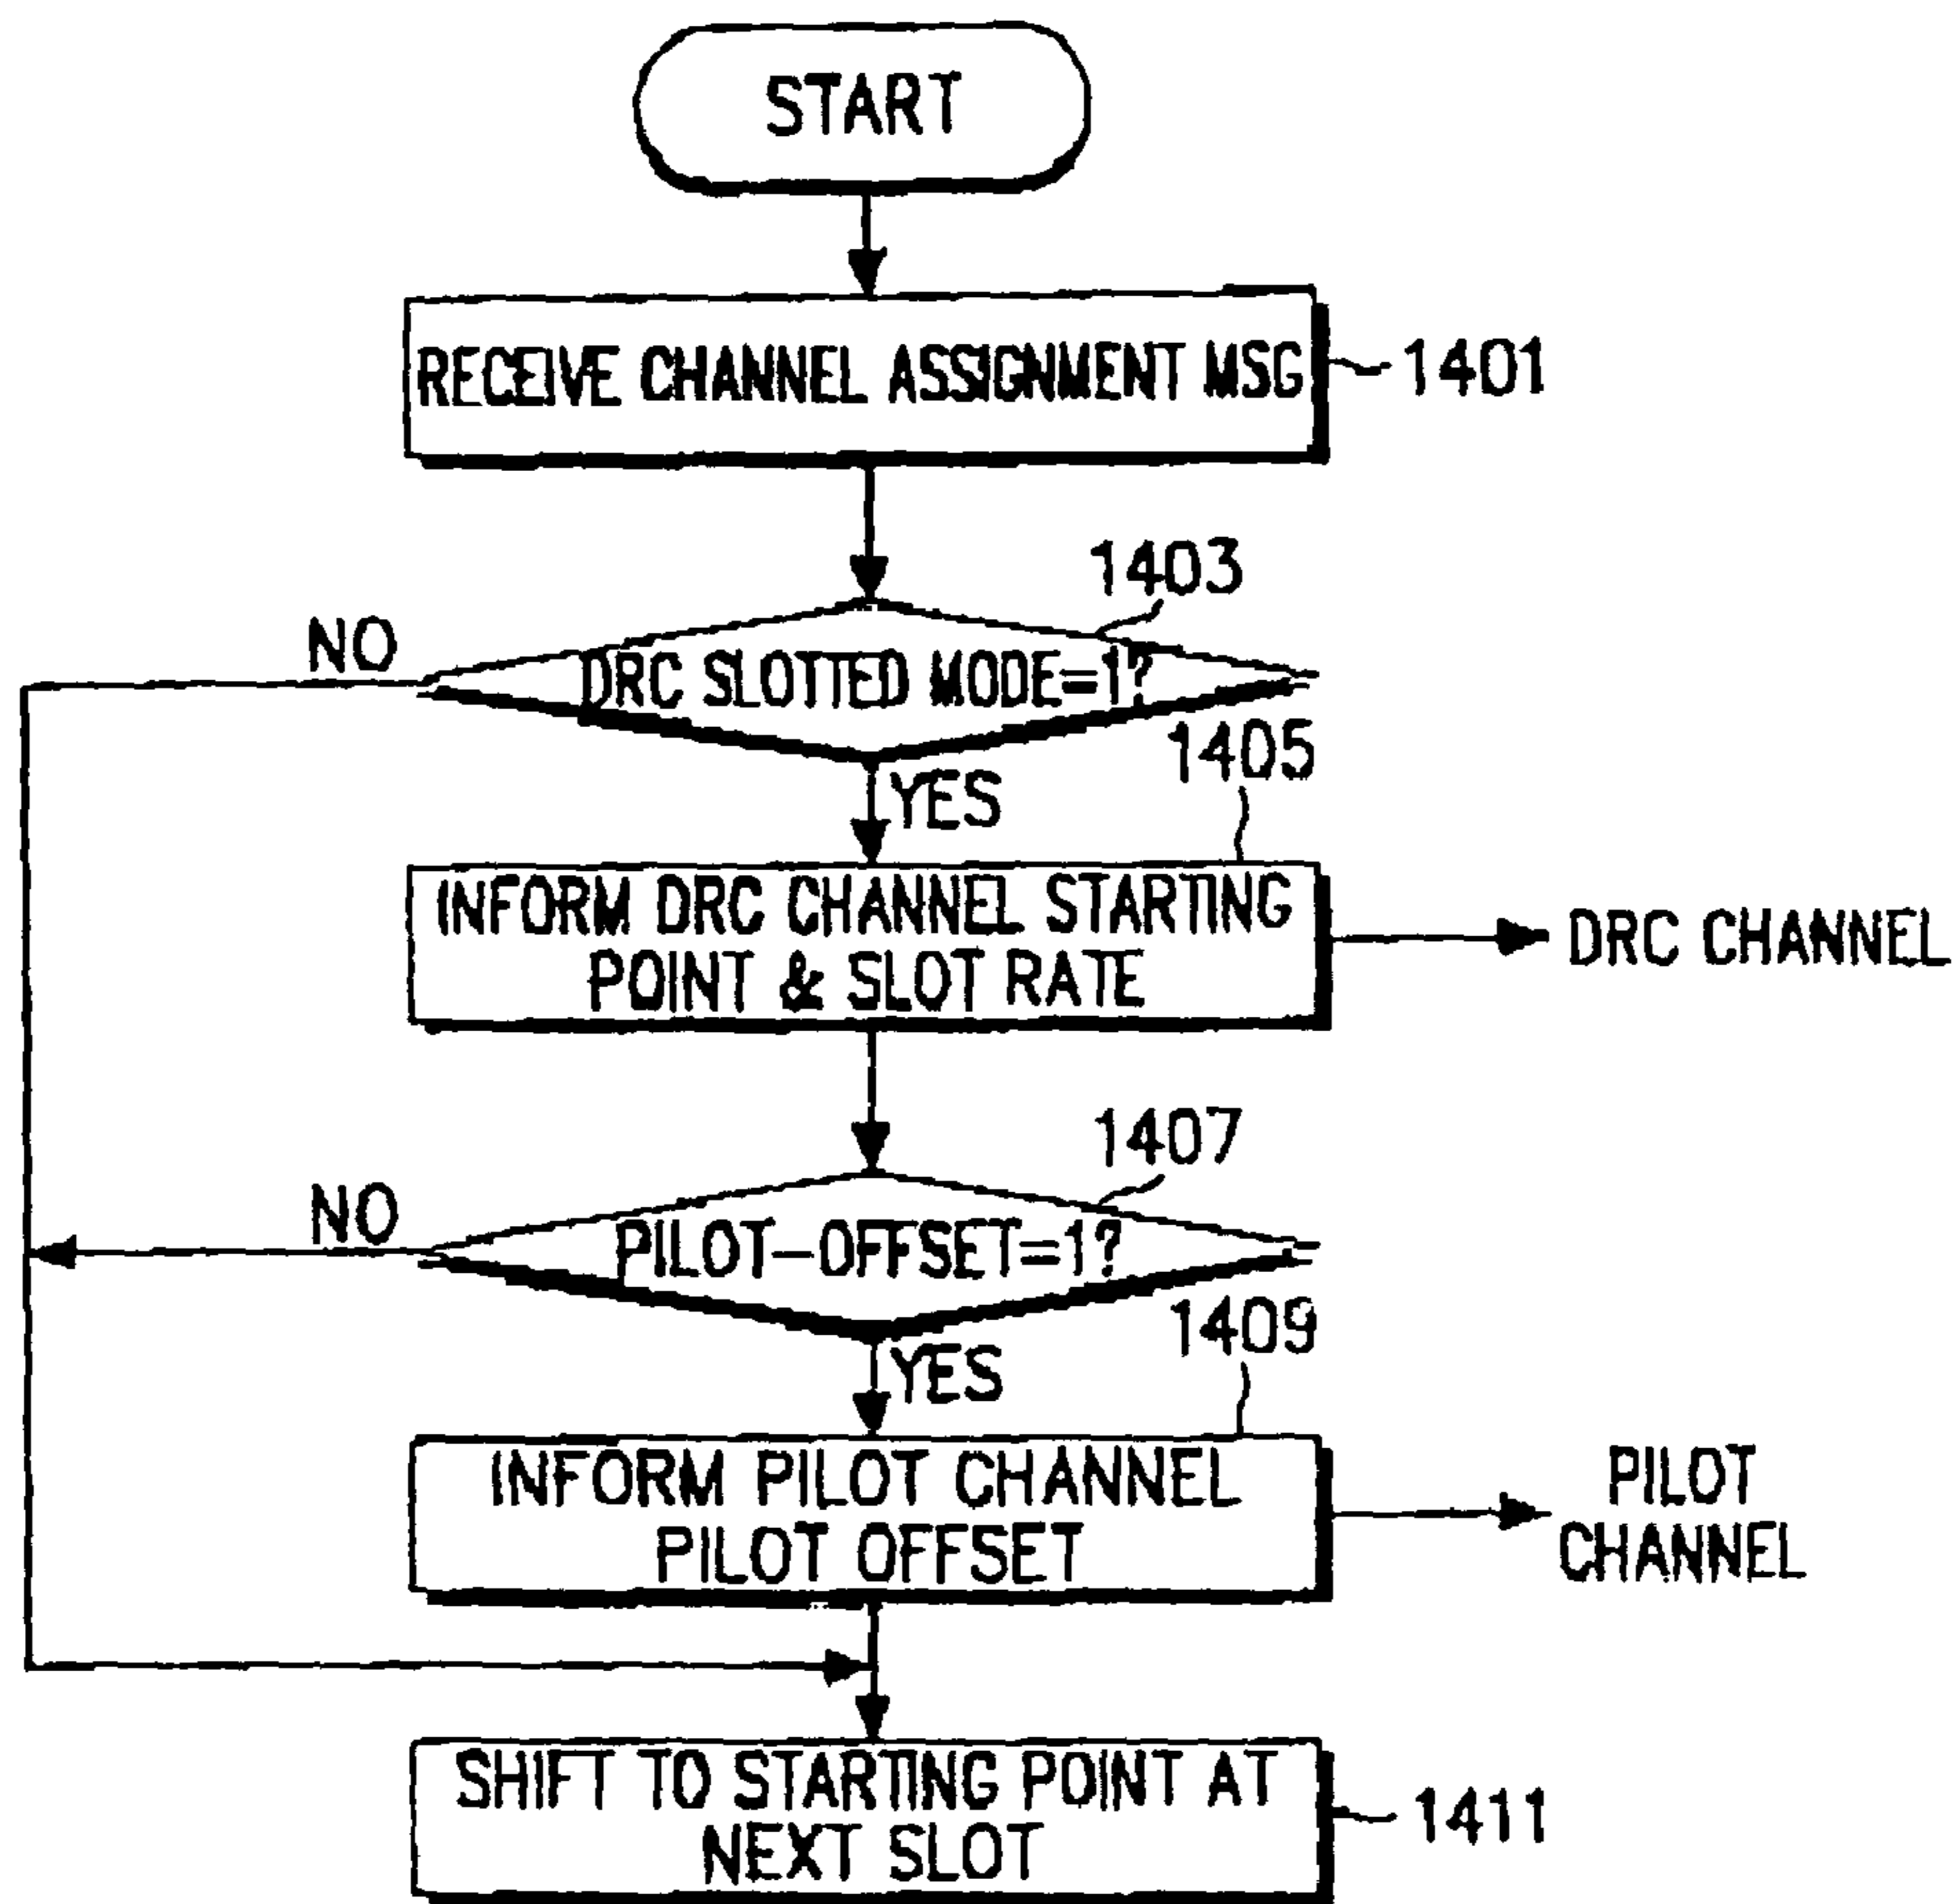 START
RECEIVE CHANNEL ASSIGNMENT MSG
1401
1403
NO
DRC SLOTTED MODE=1?
1405
YES
INFORM DRC CHANNEL STARTING
POINT & SLOT RATE
DRC CHANNEL
1407
NO
PILOT-OFFSET=1?
1409
YES
INFORM PILOT CHANNEL
PILOT OFFSET
PILOT
CHANNEL
SHIFT TO STARTING POINT AT
NEXT SLOT
1411